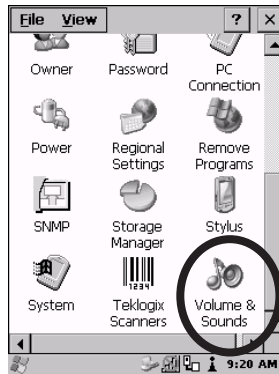 File View ? ×
Owner Password PC
Connection
Power Regional
Settings Remove
Programs
SNMP Storage
Manager Stylus
1234
System Teklogix
Scanners Volume &
Sounds
9:20 AM